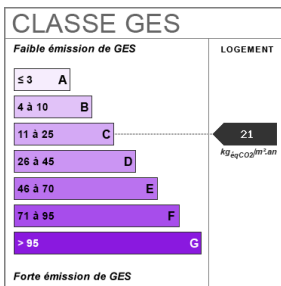 CLASSE GES
Faible émission de GES
LOGEMENT
≤ 3 A
4 à 10 B
11 à 25 C
21
kgéqCO2/m².an
26 à 45 D
46 à 70 E
71 à 95 F
> 95 G
Forte émission de GES